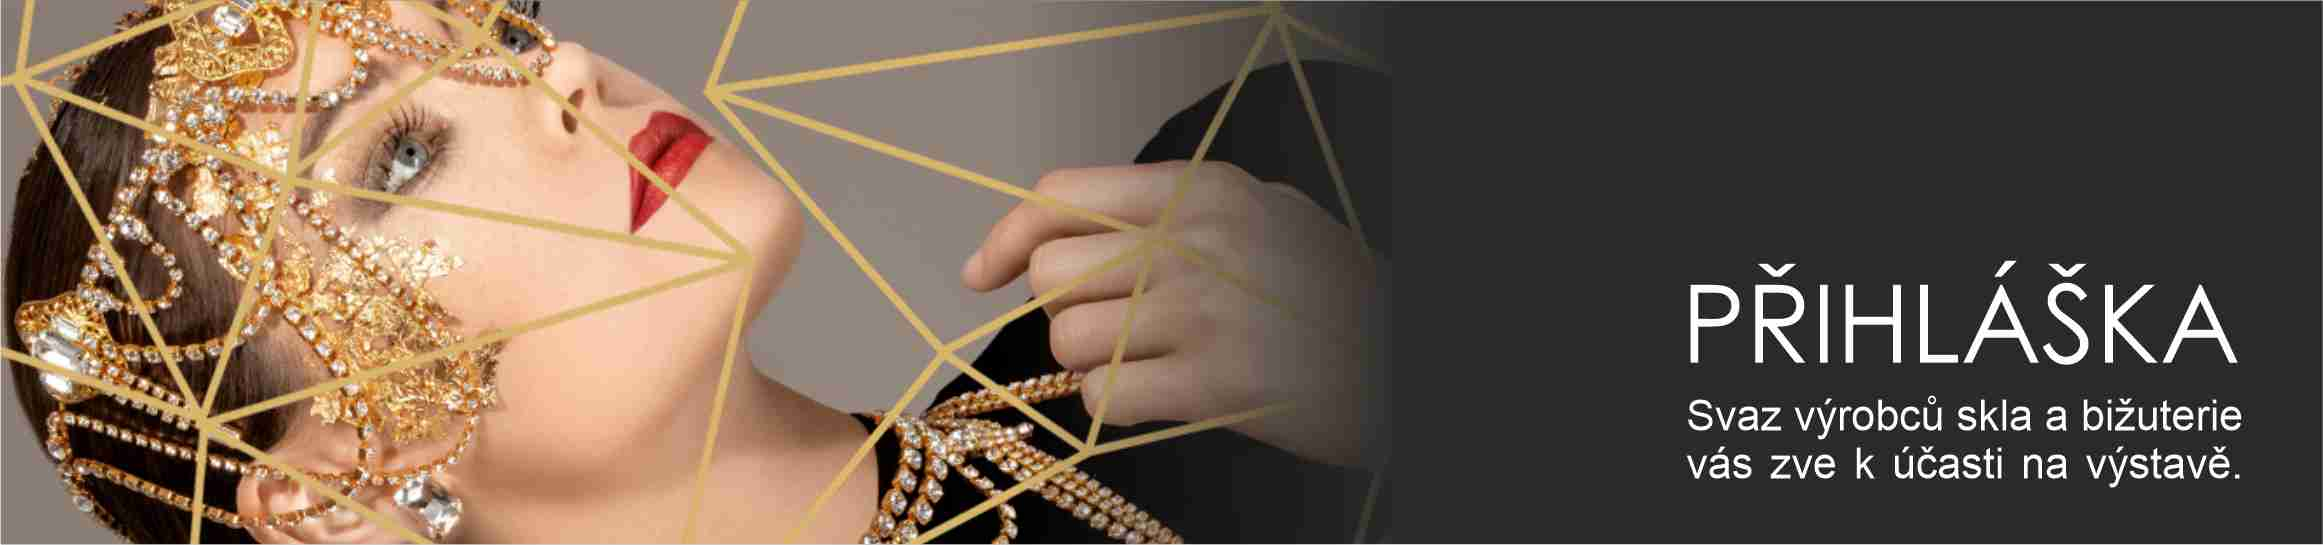 PŘIHLÁŠKA
Svaz výrobců skla a bižuterie
vás zve k účasti na výstavě.